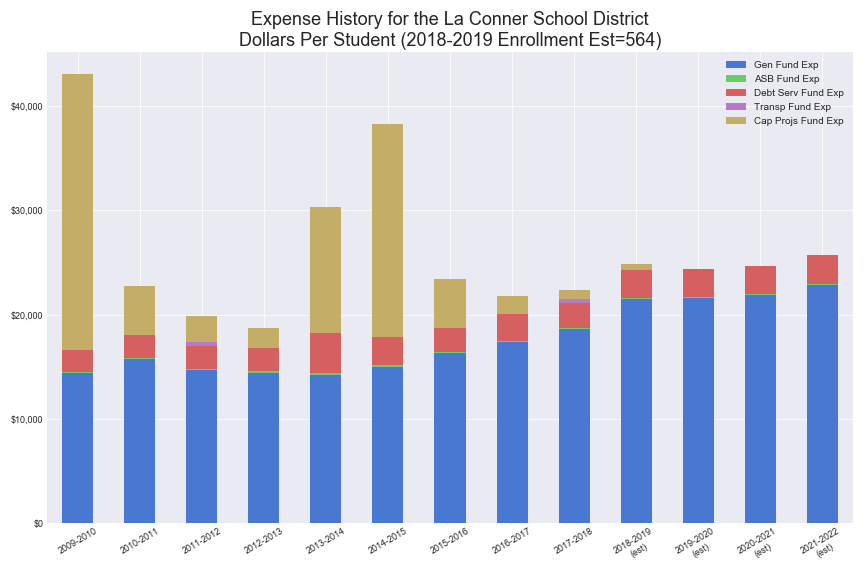 Expense History for the La Conner School District
Dollars Per Student (2018-2019 Enrollment Est=564)
Gen Fund Exp
ASB Fund Exp
Debt Serv Fund Exp
Transp Fund Exp
Cap Projs Fund Exp
$40,000
$30,000
$20,000
$10,000
$0
2009-2010
2010-2011
2011-2012
2012-2013
2013-2014
2014-2015
2015-2016
2016-2017
2017-2018
2018-2019
(est)
2019-2020
(est)
2020-2021
(est)
2021-2022
(est)